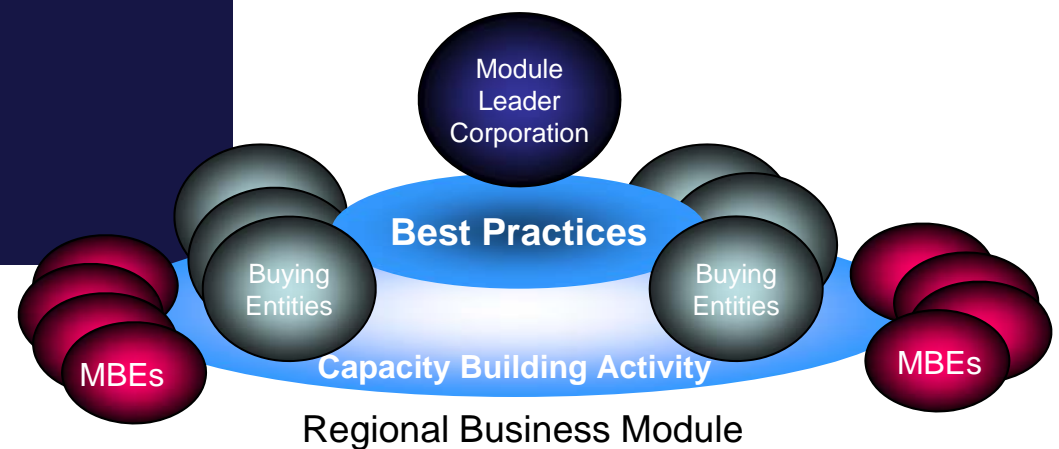 Module
Leader
Corporation
Best Practices
Buying
Entities
Buying
Entities
MBEs
MBEs
Capacity Building Activity
Regional Business Module